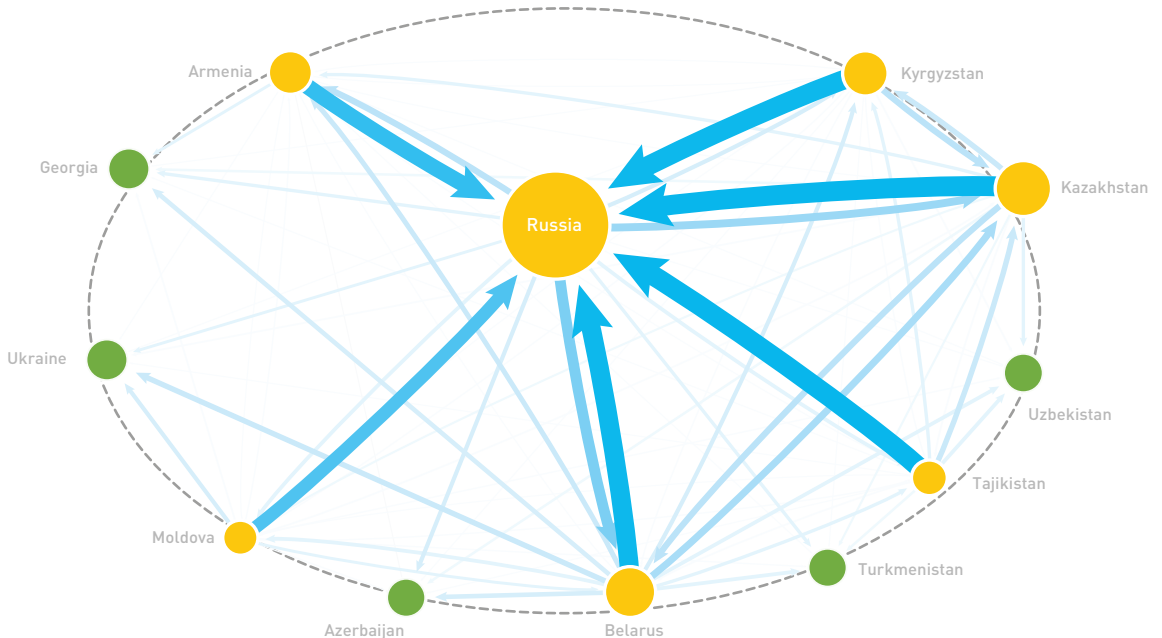 Armenia
Kyrgyzstan
Georgia
Kazakhstan
Russia
Ukraine
Uzbekistan
Tajikistan
Moldova
Turkmenistan
Azerbaijan
Belarus